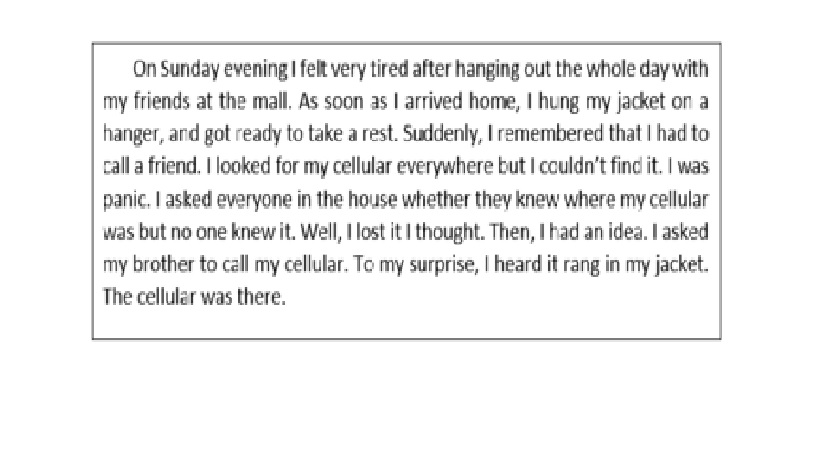 On Sunday evening I felt very tired after hanging out the whole day with
my friends at the mall. As soon as I arrived home, I hung my jacket on a
hanger, and got ready to take a rest. Suddenly, I remembered that I had to
call a friend. I looked for my cellular everywhere but I couldn't find it. I was
panic. I asked everyone in the house whether they knew where my cellular
was but no one knew it. Well, I lost it I thought. Then, I had an idea. I asked
my brother to call my cellular. To my surprise, I heard it rang in my jacket.
The cellular was there.